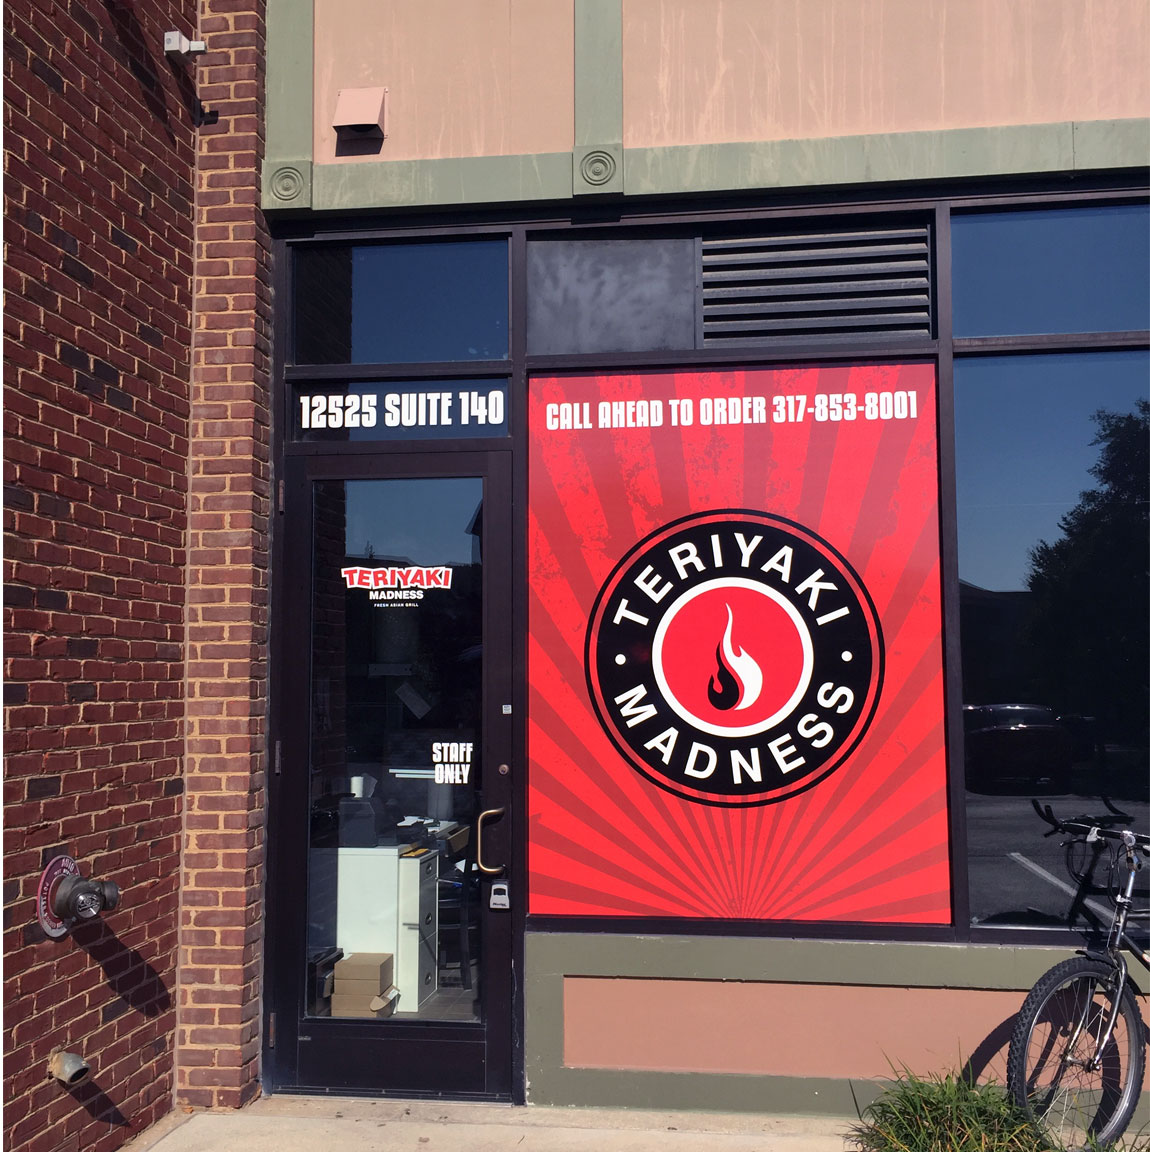 12525 SUITE 140
CALL AHEAD TO ORDER 317-853-8001
TERIYAKI
MADNESS
FRESH ASIAN GRILL
STAFF
ONLY
TERIYAKI
MADNESS